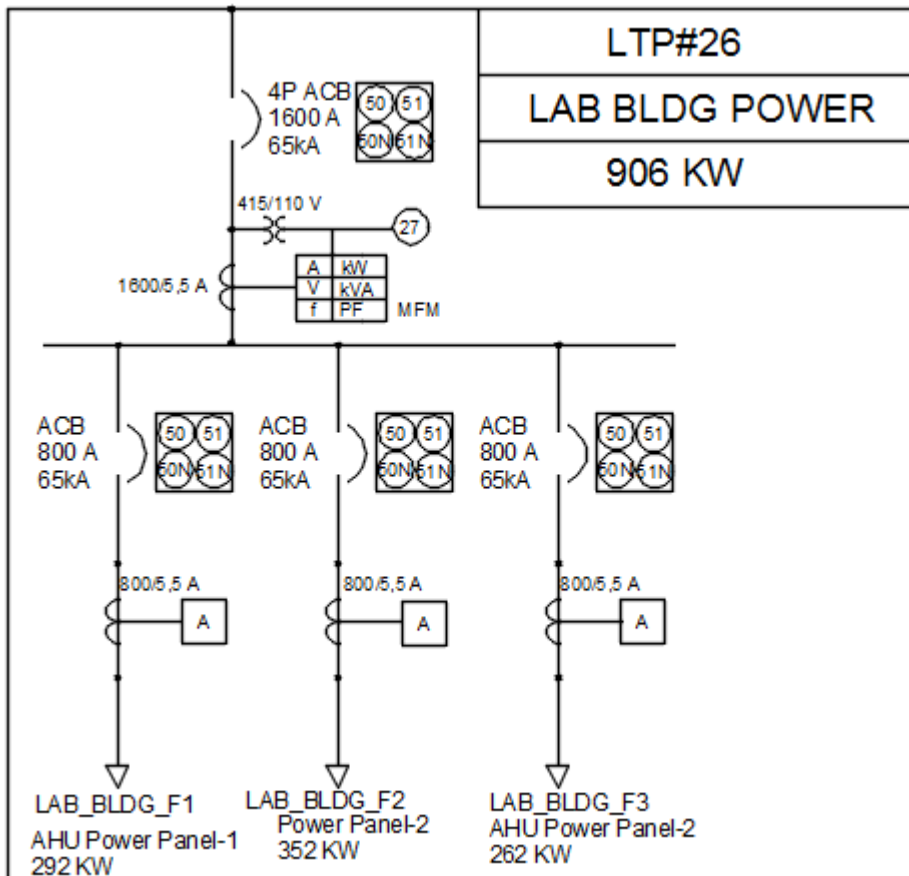 LTP#26
LAB BLDG POWER
906 KW
4P ACB
1600 A
65kA
50 51
50N 51N
415/110 V
27
1600/5,5 A
A kW
V kVA
f PF
MFM
ACB
800 A
65kA
50 51
50N 51N
ACB
800 A
65kA
50 51
50N 51N
ACB
800 A
65kA
50 51
50N 51N
800/5,5 A
A
800/5,5 A
A
800/5,5 A
A
LAB_BLDG_F1
AHU Power Panel-1
292 KW
LAB_BLDG_F2
Power Panel-2
352 KW
LAB_BLDG_F3
AHU Power Panel-2
262 KW